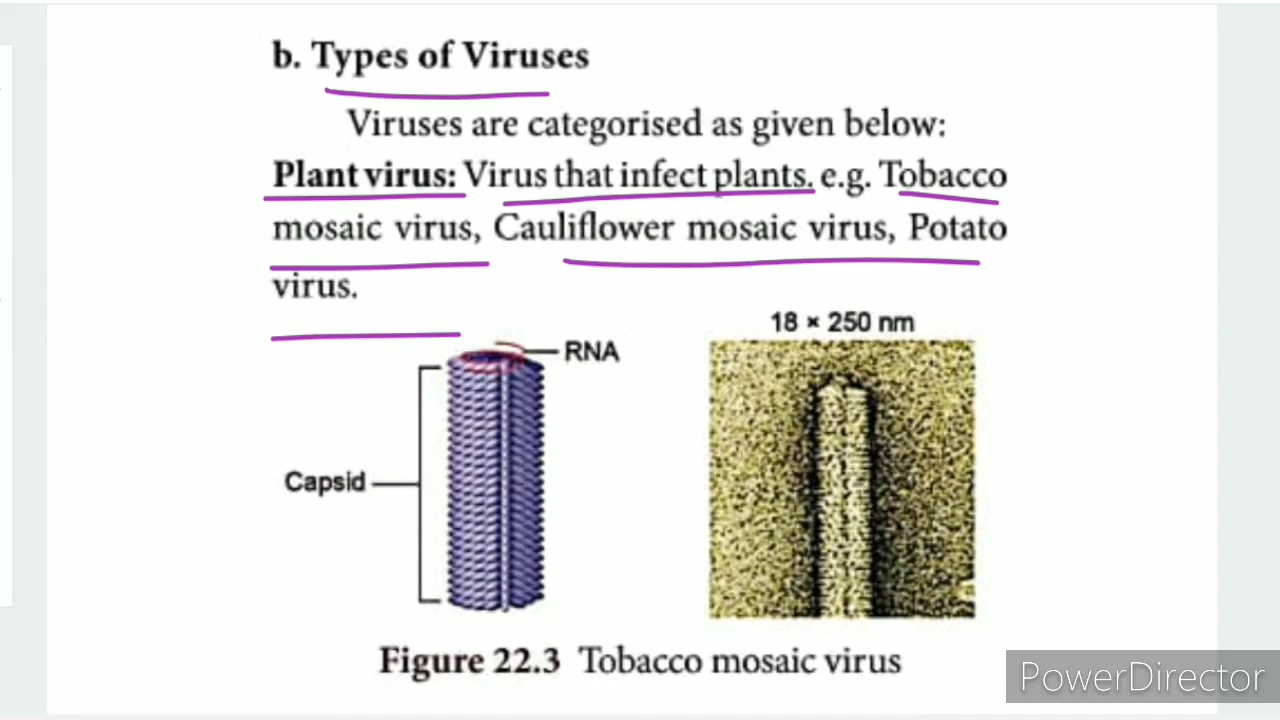 b. Types of Viruses
Viruses are categorised as given below:
Plant virus: Virus that infect plants. e.g. Tobacco
mosaic virus, Cauliflower mosaic virus, Potato
virus.
18 × 250 nm
RNA
Capsid
Figure 22.3 Tobacco mosaic virus
PowerDirector